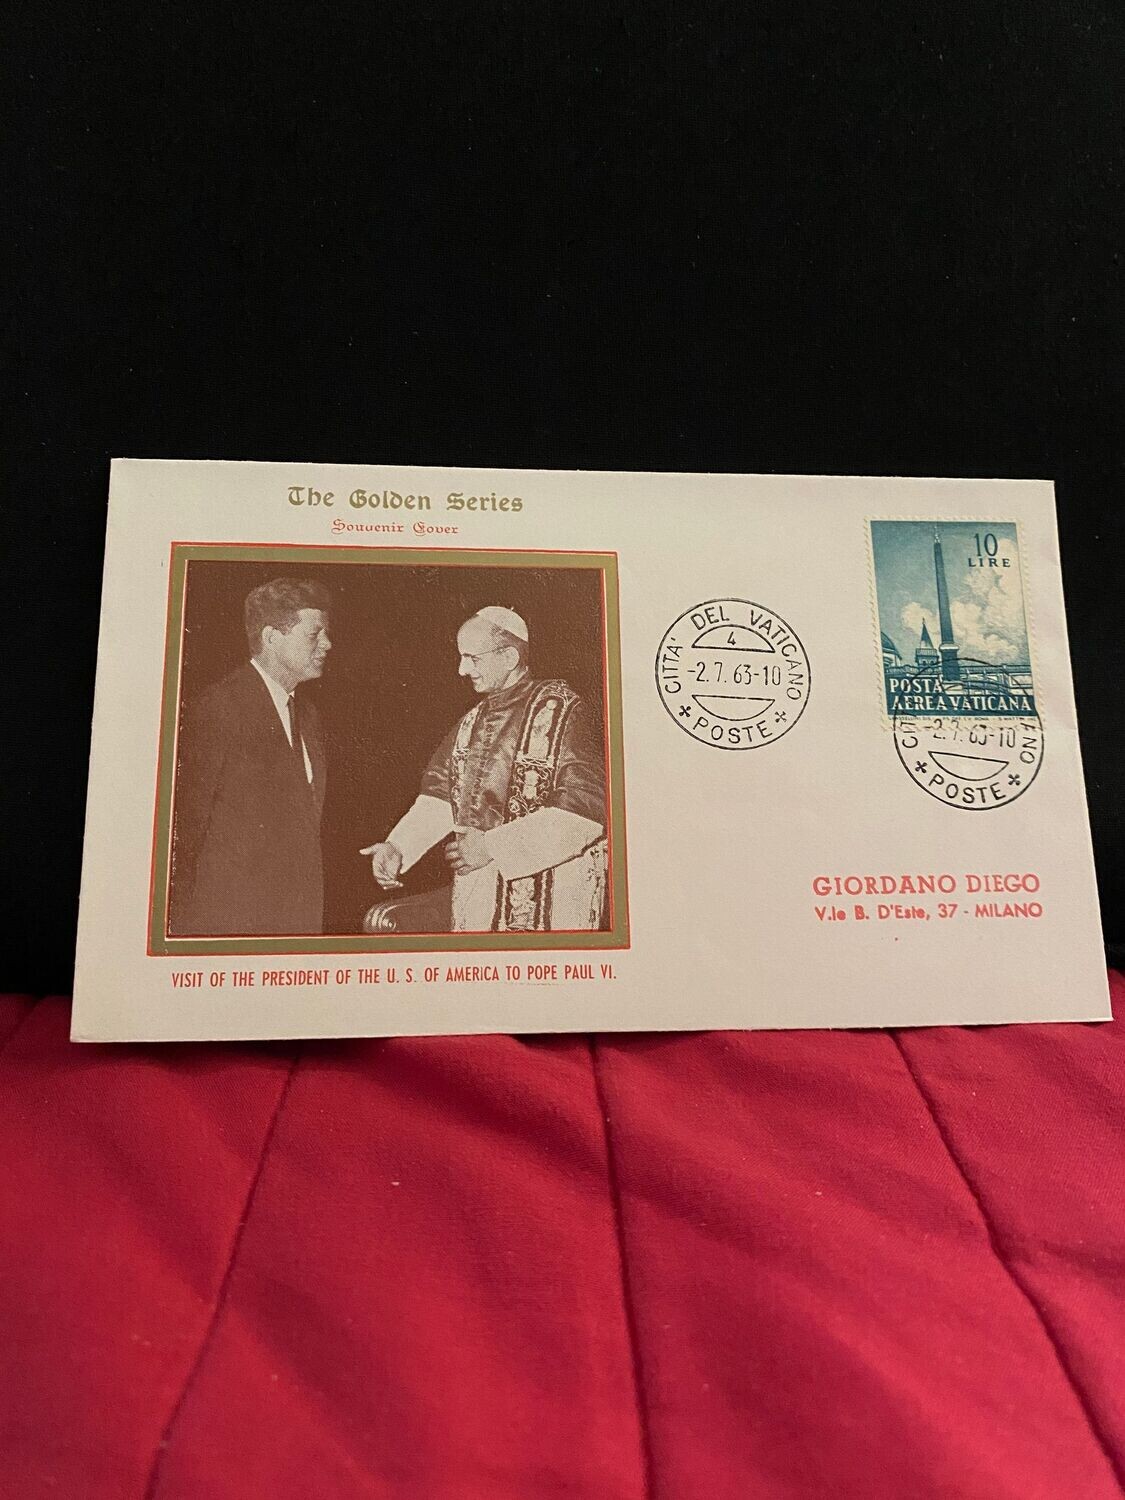 The Golden Series
Souvenir Cover
VISIT OF THE PRESIDENT OF THE U. S. OF AMERICA TO POPE PAUL VI.
CITTA' DEL VATICANO
4
-2.7.63-10
POSTE
10
LIRE
POSTA
AEREA VATICANA
-2.7.63-10
POSTE
GIORDANO DIEGO
V.le B. D'Este, 37 - MILANO